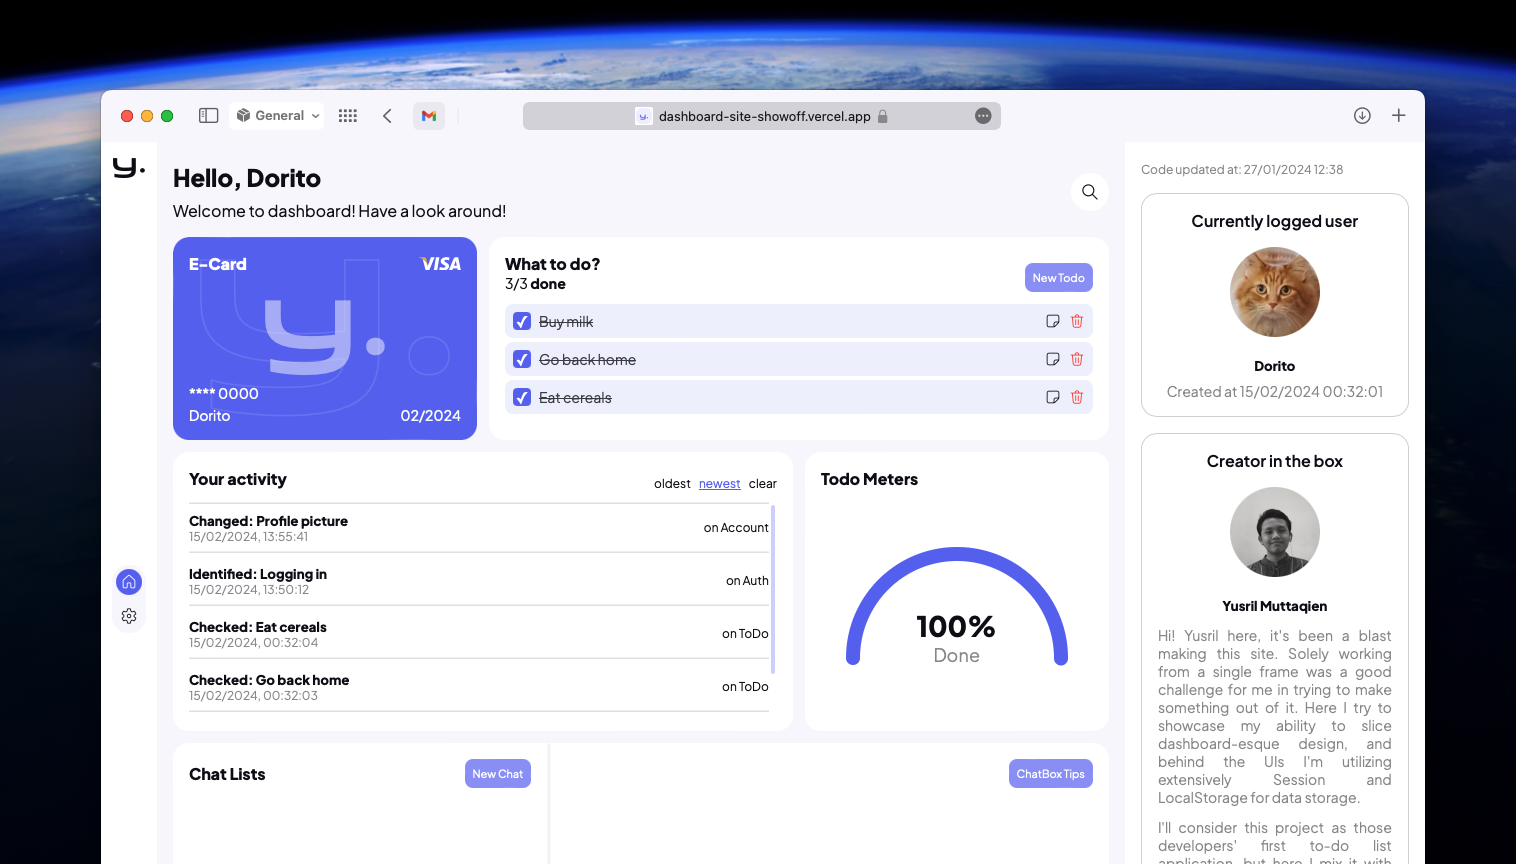 General
dashboard-site-showoff.vercel.app
y.
Hello, Dorito
Welcome to dashboard! Have a look around!
E-Card
VISA
y.
**** 0000
Dorito
02/2024
What to do?
3/3 done
New Todo
Buy milk
Go back home
Eat cereals
Your activity
oldest newest clear
Changed: Profile picture
15/02/2024, 13:55:41
on Account
Identified: Logging in
15/02/2024, 13:50:12
on Auth
Checked: Eat cereals
15/02/2024, 00:32:04
on ToDo
Checked: Go back home
15/02/2024, 00:32:03
on ToDo
Todo Meters
100%
Done
Chat Lists
New Chat
ChatBox Tips
Code updated at: 27/01/2024 12:38
Currently logged user
Dorito
Created at 15/02/2024 00:32:01
Creator in the box
Yusril Muttaqien
Hi! Yusril here, it's been a blast
making this site. Solely working
from a single frame was a good
challenge for me in trying to make
something out of it. Here I try to
showcase my ability to slice
dashboard-esque design, and
behind the UIs I'm utilizing
extensively Session and
LocalStorage for data storage.
I'll consider this project as those
developers' first to-do list
application, but here I mix it with